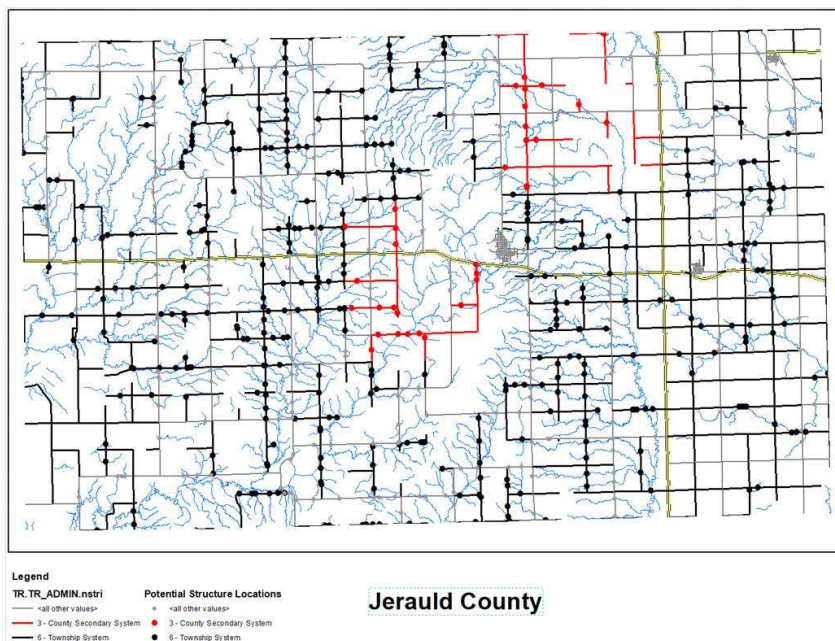 Legend
TR.TR_ADMIN.nstri
<all other values>
3 - County Secondary System
6 - Township System
Potential Structure Locations
<all other values>
3 - County Secondary System
6 - Township System
Jerauld County